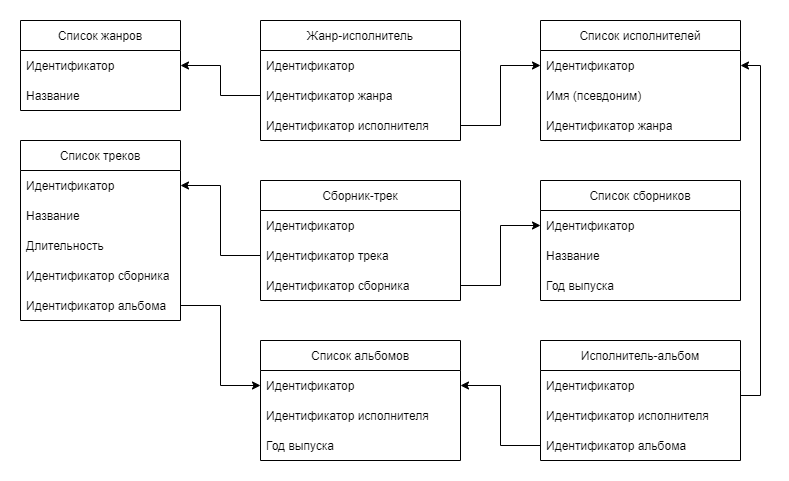 Список жанров
Идентификатор
Название
Жанр-исполнитель
Идентификатор
Идентификатор жанра
Идентификатор исполнителя
Список исполнителей
Идентификатор
Имя (псевдоним)
Идентификатор жанра
Список треков
Идентификатор
Название
Длительность
Идентификатор сборника
Идентификатор альбома
Сборник-трек
Идентификатор
Идентификатор трека
Идентификатор сборника
Список сборников
Идентификатор
Название
Год выпуска
Список альбомов
Идентификатор
Идентификатор исполнителя
Год выпуска
Исполнитель-альбом
Идентификатор
Идентификатор исполнителя
Идентификатор альбома